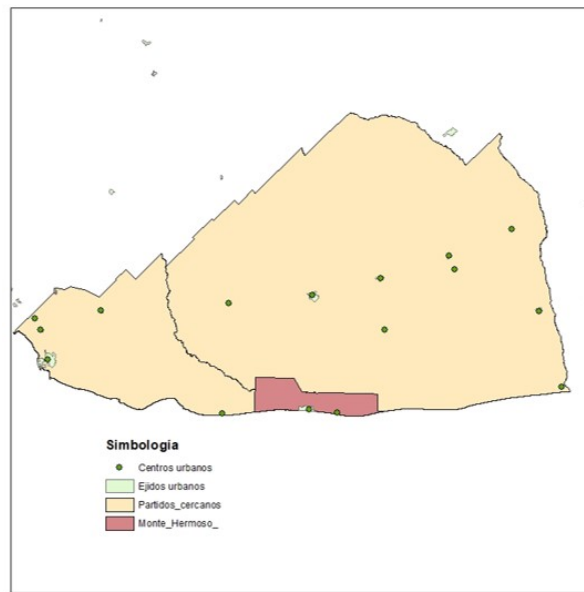 Simbología
Centros urbanos
Ejidos urbanos
Partidos_cercanos
Monte_Hermoso_